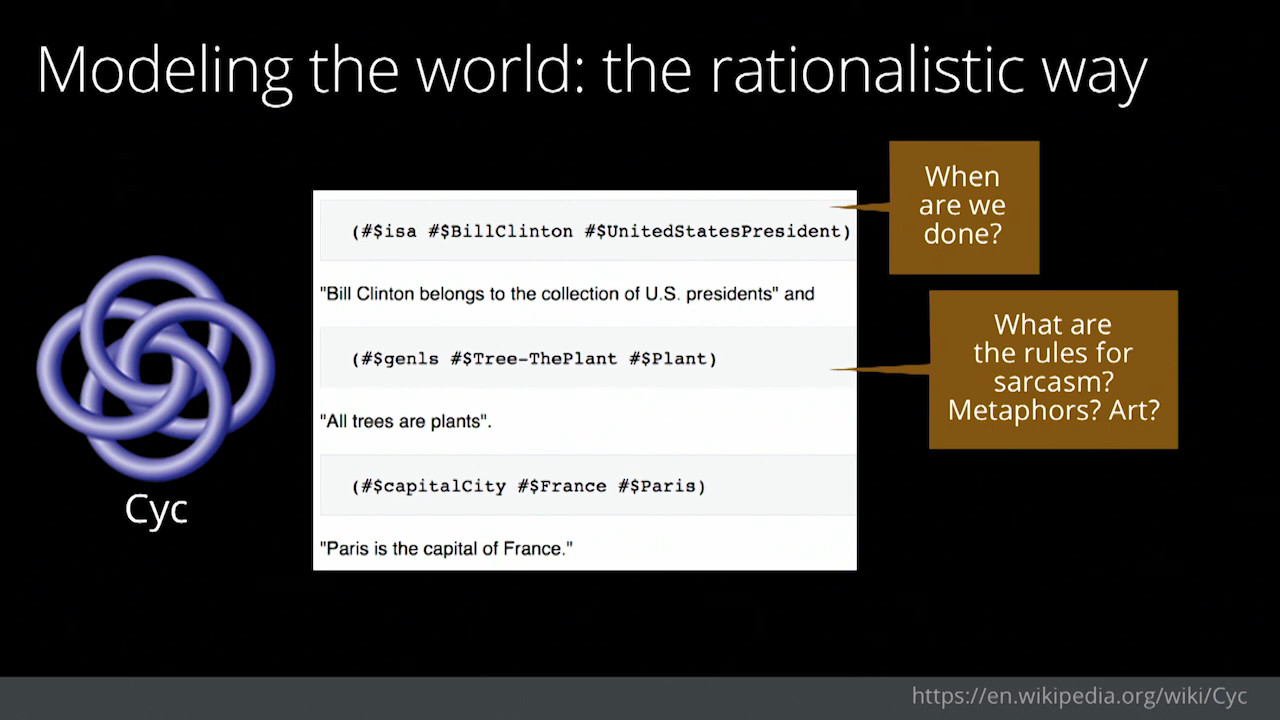 Modeling the world: the rationalistic way
When
are we
done?
(#$isa #$BillClinton #$UnitedStatesPresident)
"Bill Clinton belongs to the collection of U.S. presidents" and
What are
the rules for
sarcasm?
Metaphors? Art?
(#$genls #$Tree-ThePlant #$Plant)
"All trees are plants".
(#$capitalCity #$France #$Paris)
"Paris is the capital of France."
Cyc
https://en.wikipedia.org/wiki/Cyc